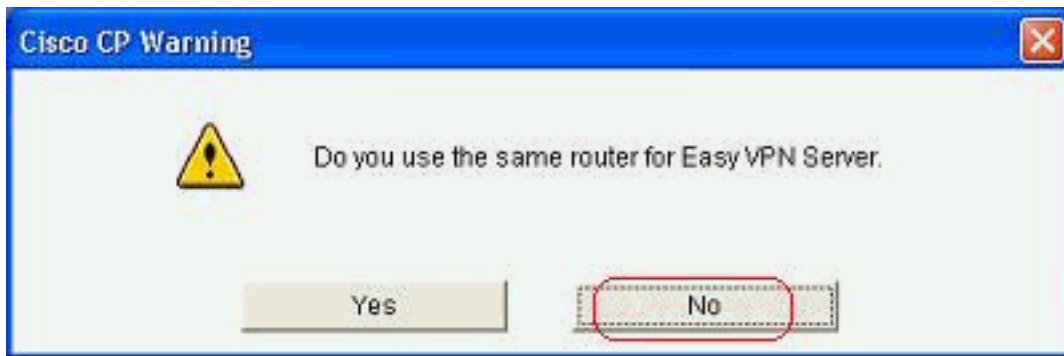 Cisco CP Warning
Do you use the same router for Easy VPN Server.
Yes
No